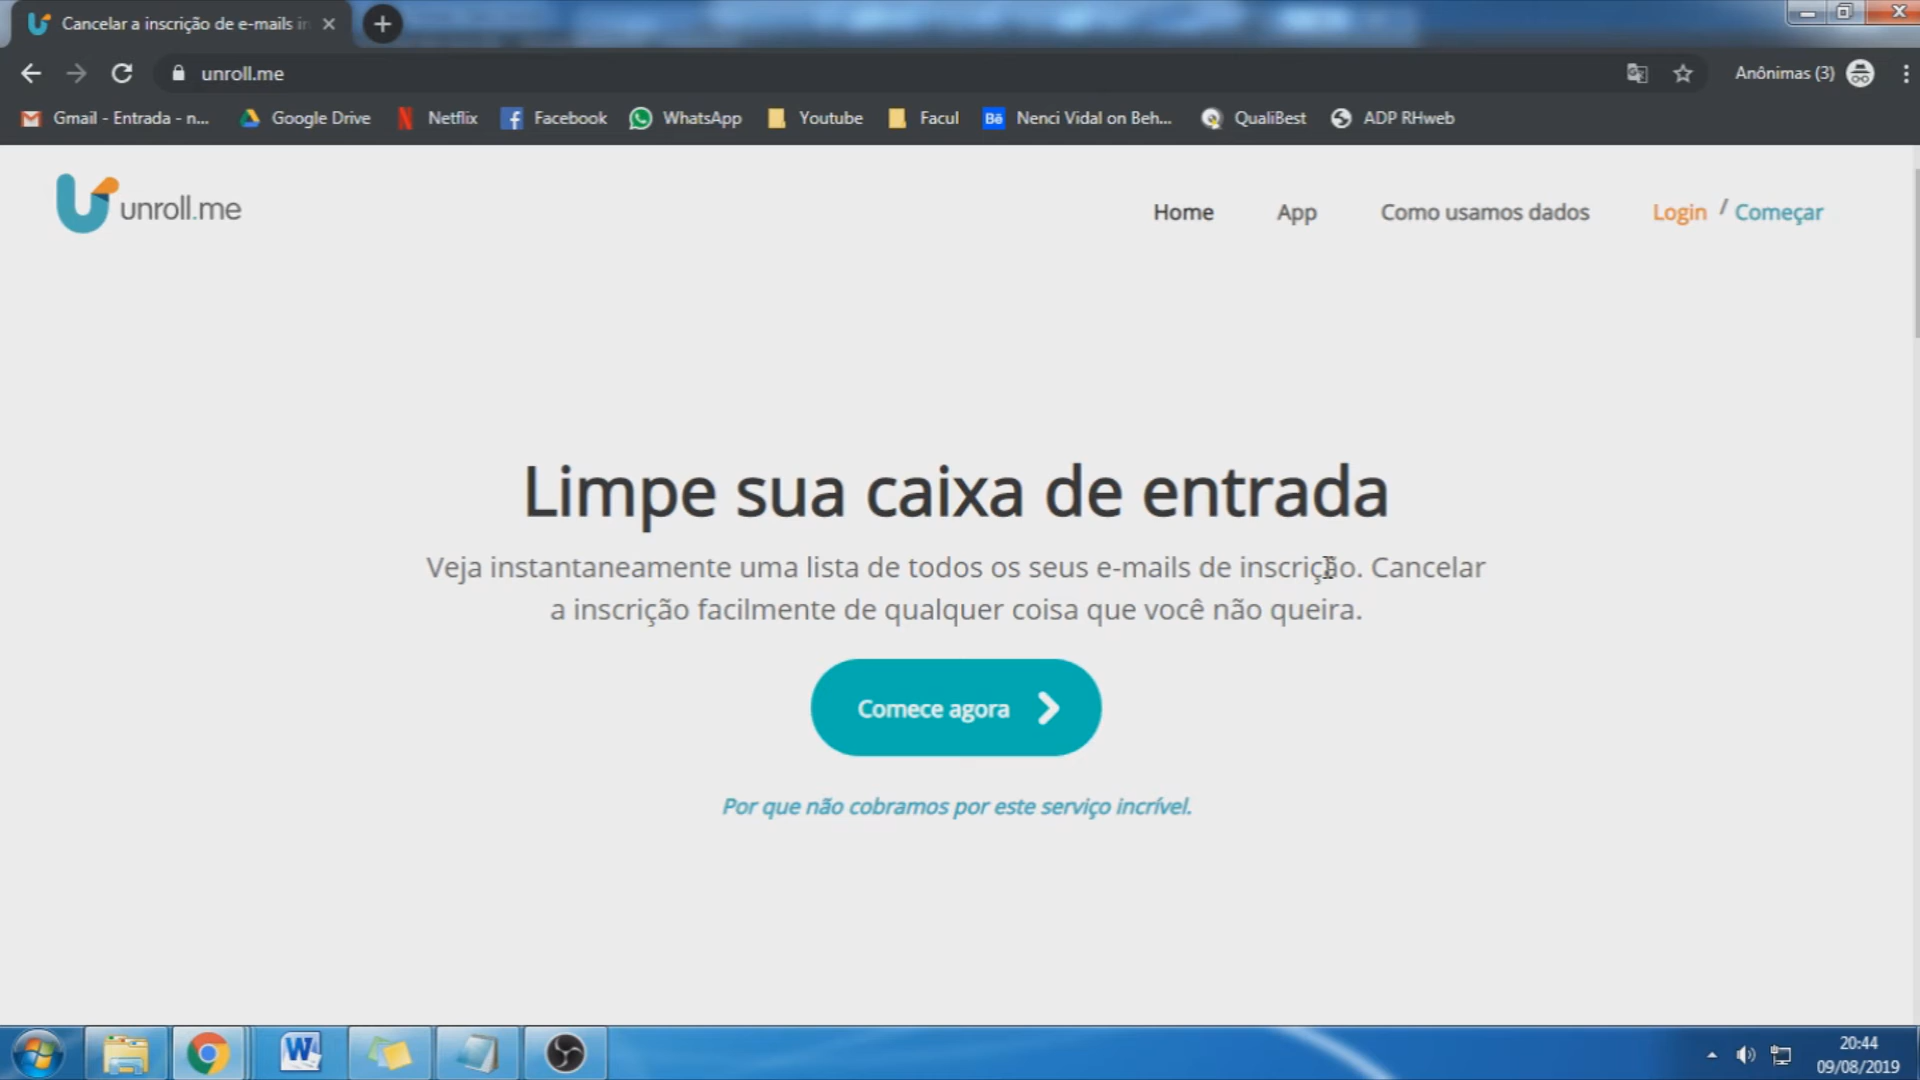 Cancelar a inscrição de e-mails in
unroll.me
Anônimas (3)
Gmail - Entrada - n...
Google Drive
Netflix
Facebook
WhatsApp
Youtube
Facul
Bē Nenci Vidal on Beh...
QualiBest
ADP RHweb
unroll.me
Home
App
Como usamos dados
Login / Começar
Limpe sua caixa de entrada
Veja instantaneamente uma lista de todos os seus e-mails de inscrição. Cancelar
a inscrição facilmente de qualquer coisa que você não queira.
Comece agora
Por que não cobramos por este serviço incrível.
20:44
09/08/2019